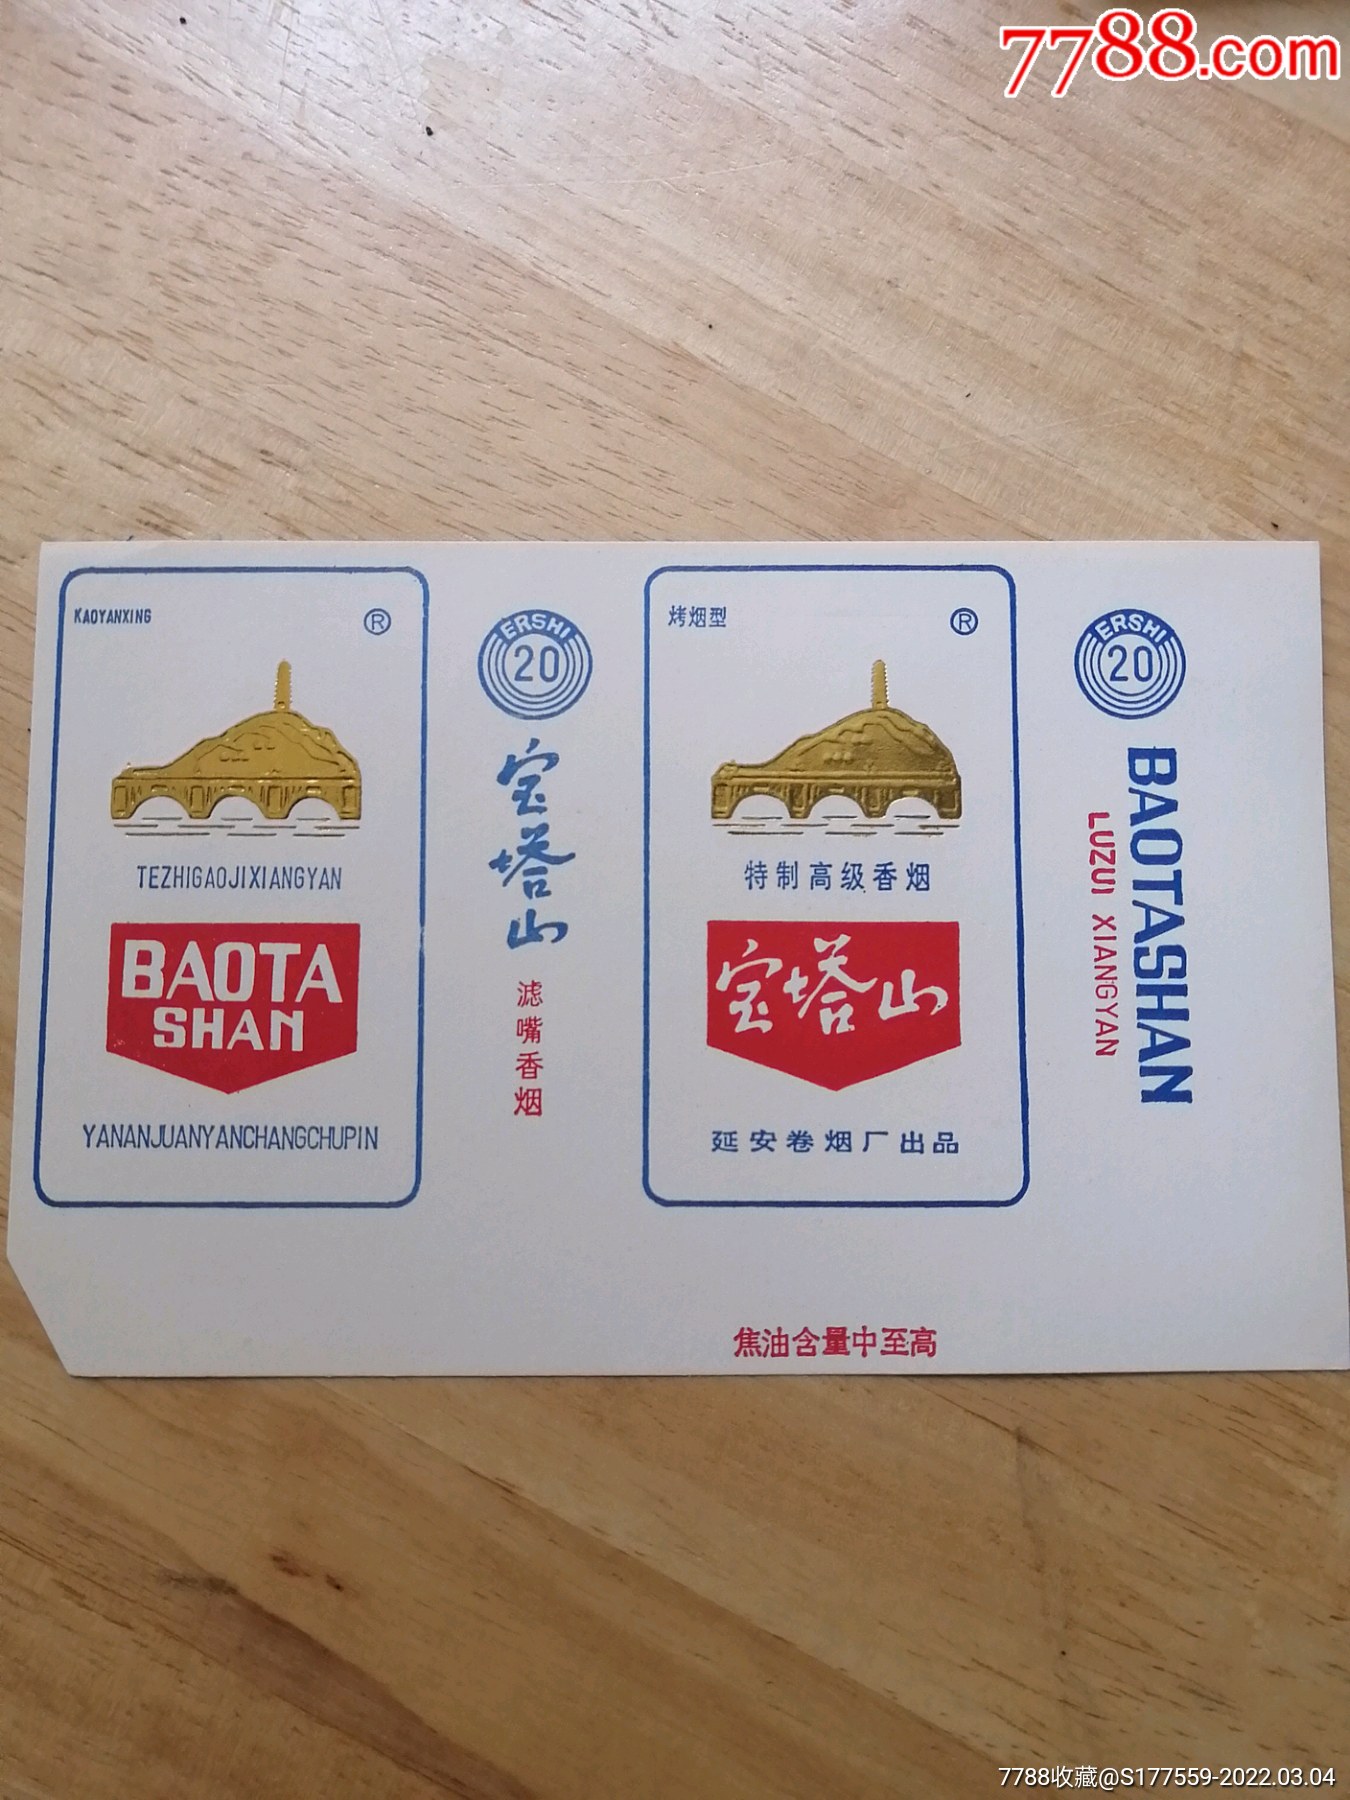 7788.com
KAOYANXING
®
TEZHIGAOJIXIANGYAN
BAOTA
SHAN
YANANJUANYANCHANGCHUPIN
ERSHI
20
宝塔山
滤嘴香烟
烤烟型
®
特制高级香烟
宝塔山
延安卷烟厂出品
焦油含量中至高
ERSHI
20
BAOTASHAN
LUZUI XIANGYAN
7788收藏@S177559-2022.03.04